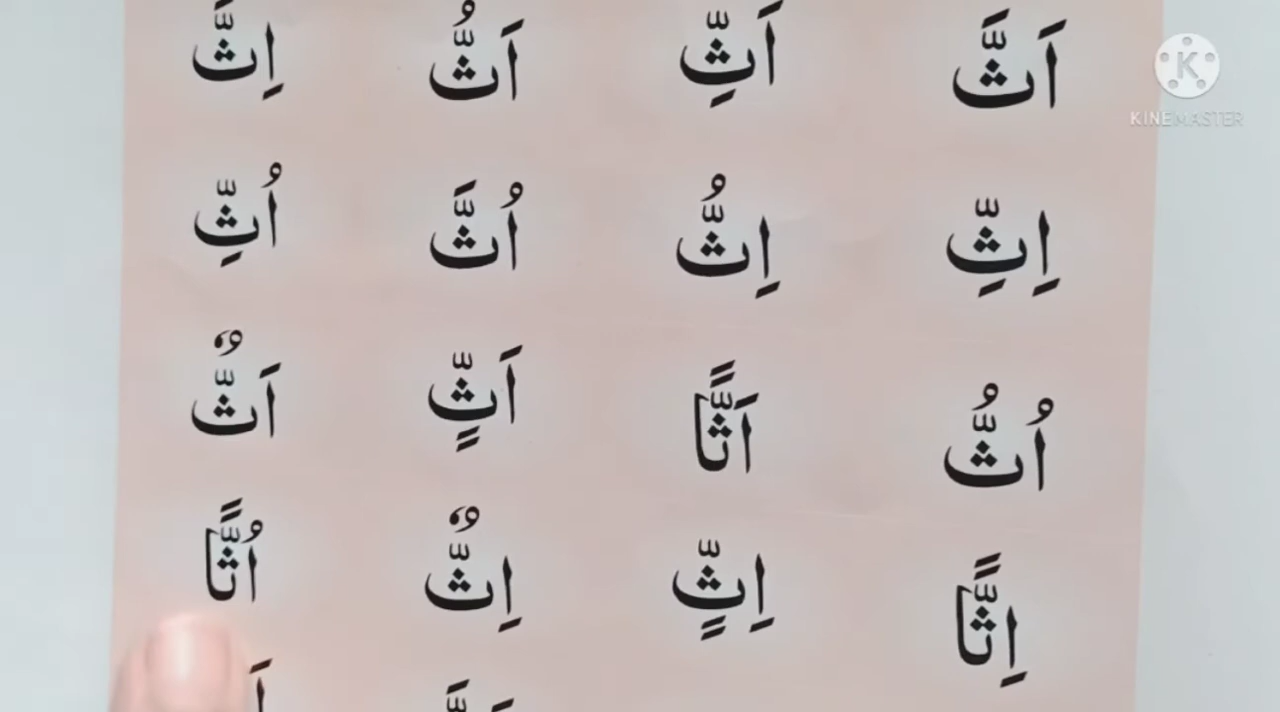 اَثَّ اَثِّ اَثُّ اِثَّ
اِثِّ اِثُّ اُثَّ اُثِّ
اُثُّ اَثًّا اَثٍّ اَثٌّ
اِثًّا اِثٍّ اِثٌّ اُثًّا
KINEMASTER